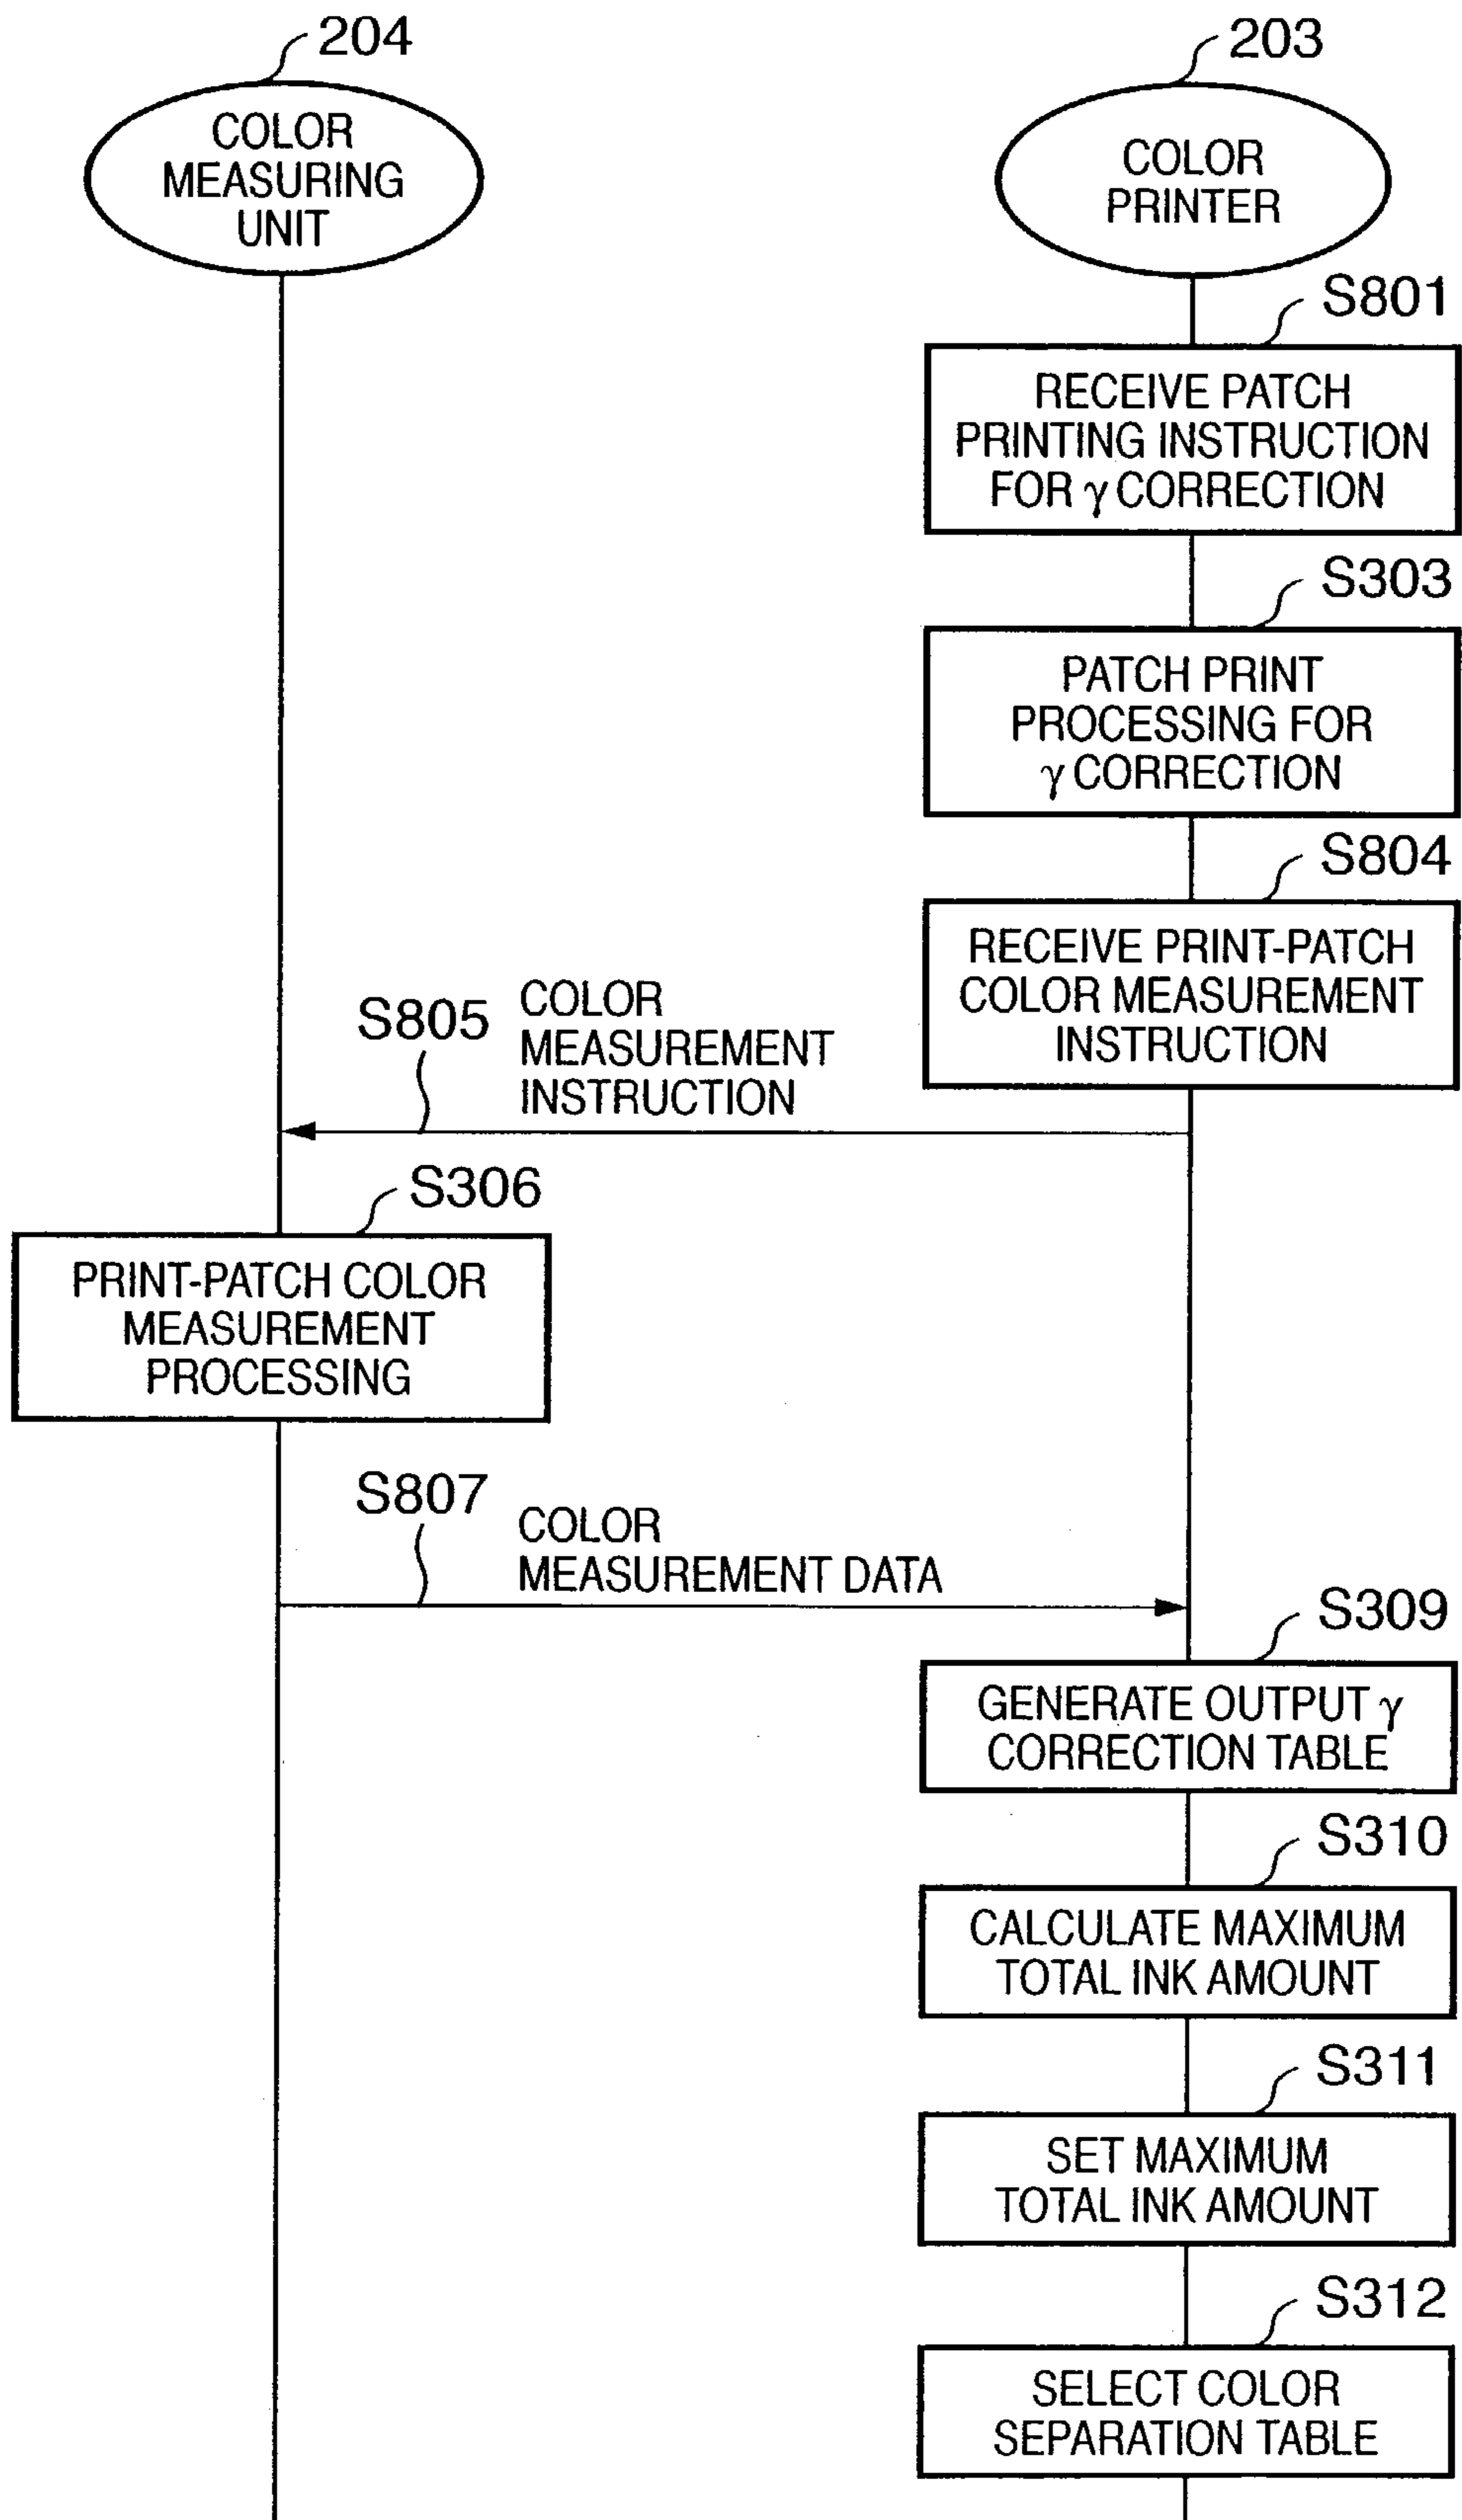 204
COLOR
MEASURING
UNIT
203
COLOR
PRINTER
S801
RECEIVE PATCH
PRINTING INSTRUCTION
FOR γ CORRECTION
S303
PATCH PRINT
PROCESSING FOR
γ CORRECTION
S804
RECEIVE PRINT-PATCH
COLOR MEASUREMENT
INSTRUCTION
S805
COLOR
MEASUREMENT
INSTRUCTION
S306
PRINT-PATCH COLOR
MEASUREMENT
PROCESSING
S807
COLOR
MEASUREMENT DATA
S309
GENERATE OUTPUT γ
CORRECTION TABLE
S310
CALCULATE MAXIMUM
TOTAL INK AMOUNT
S311
SET MAXIMUM
TOTAL INK AMOUNT
S312
SELECT COLOR
SEPARATION TABLE